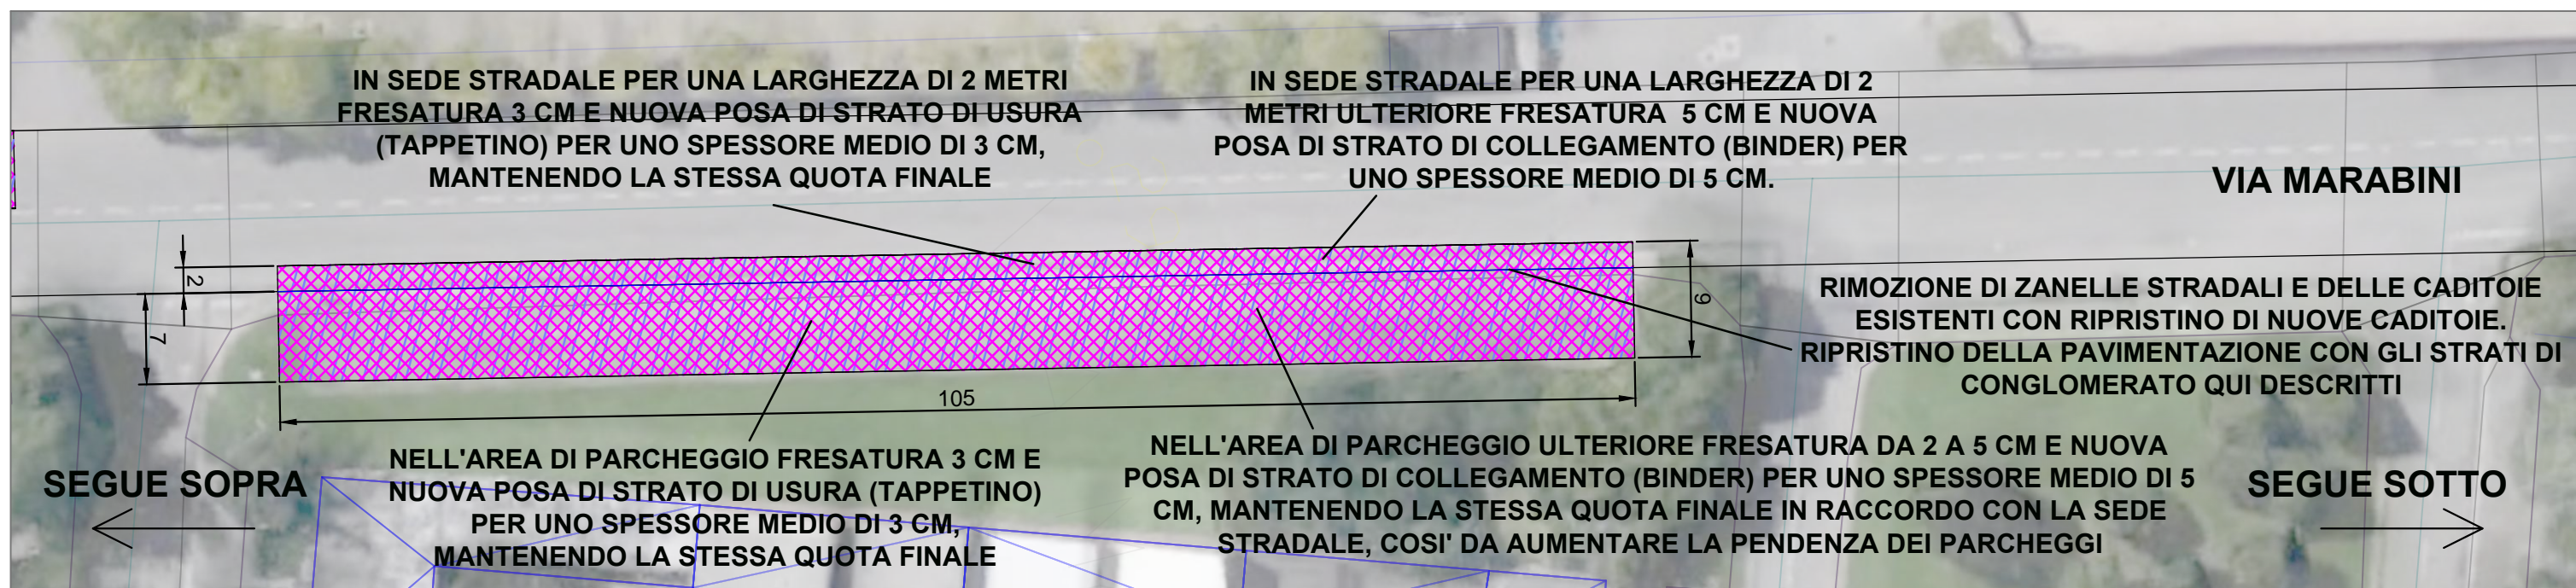 IN SEDE STRADALE PER UNA LARGHEZZA DI 2 METRI
FRESATURA 3 CM E NUOVA POSA DI STRATO DI USURA
(TAPPETINO) PER UNO SPESSORE MEDIO DI 3 CM,
MANTENENDO LA STESSA QUOTA FINALE
IN SEDE STRADALE PER UNA LARGHEZZA DI 2
METRI ULTERIORE FRESATURA  5 CM E NUOVA
POSA DI STRATO DI COLLEGAMENTO (BINDER) PER
UNO SPESSORE MEDIO DI 5 CM.
VIA MARABINI
2
7
9
105
RIMOZIONE DI ZANELLE STRADALI E DELLE CADITOIE
ESISTENTI CON RIPRISTINO DI NUOVE CADITOIE.
RIPRISTINO DELLA PAVIMENTAZIONE CON GLI STRATI DI
CONGLOMERATO QUI DESCRITTI
SEGUE SOPRA
NELL'AREA DI PARCHEGGIO FRESATURA 3 CM E
NUOVA POSA DI STRATO DI USURA (TAPPETINO)
PER UNO SPESSORE MEDIO DI 3 CM,
MANTENENDO LA STESSA QUOTA FINALE
NELL'AREA DI PARCHEGGIO ULTERIORE FRESATURA DA 2 A 5 CM E NUOVA
POSA DI STRATO DI COLLEGAMENTO (BINDER) PER UNO SPESSORE MEDIO DI 5
CM, MANTENENDO LA STESSA QUOTA FINALE IN RACCORDO CON LA SEDE
STRADALE, COSI' DA AUMENTARE LA PENDENZA DEI PARCHEGGI
SEGUE SOTTO